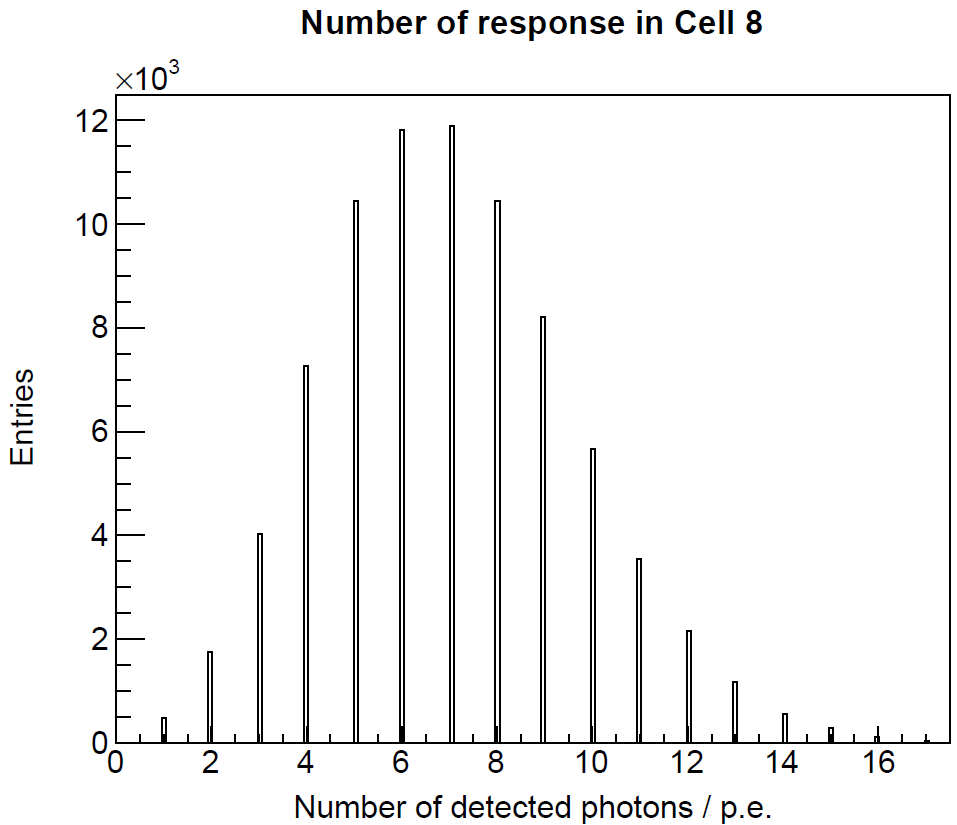 Number of response in Cell 8
×10³
12
10
8
6
4
2
0
Entries
0 2 4 6 8 10 12 14 16
Number of detected photons / p.e.